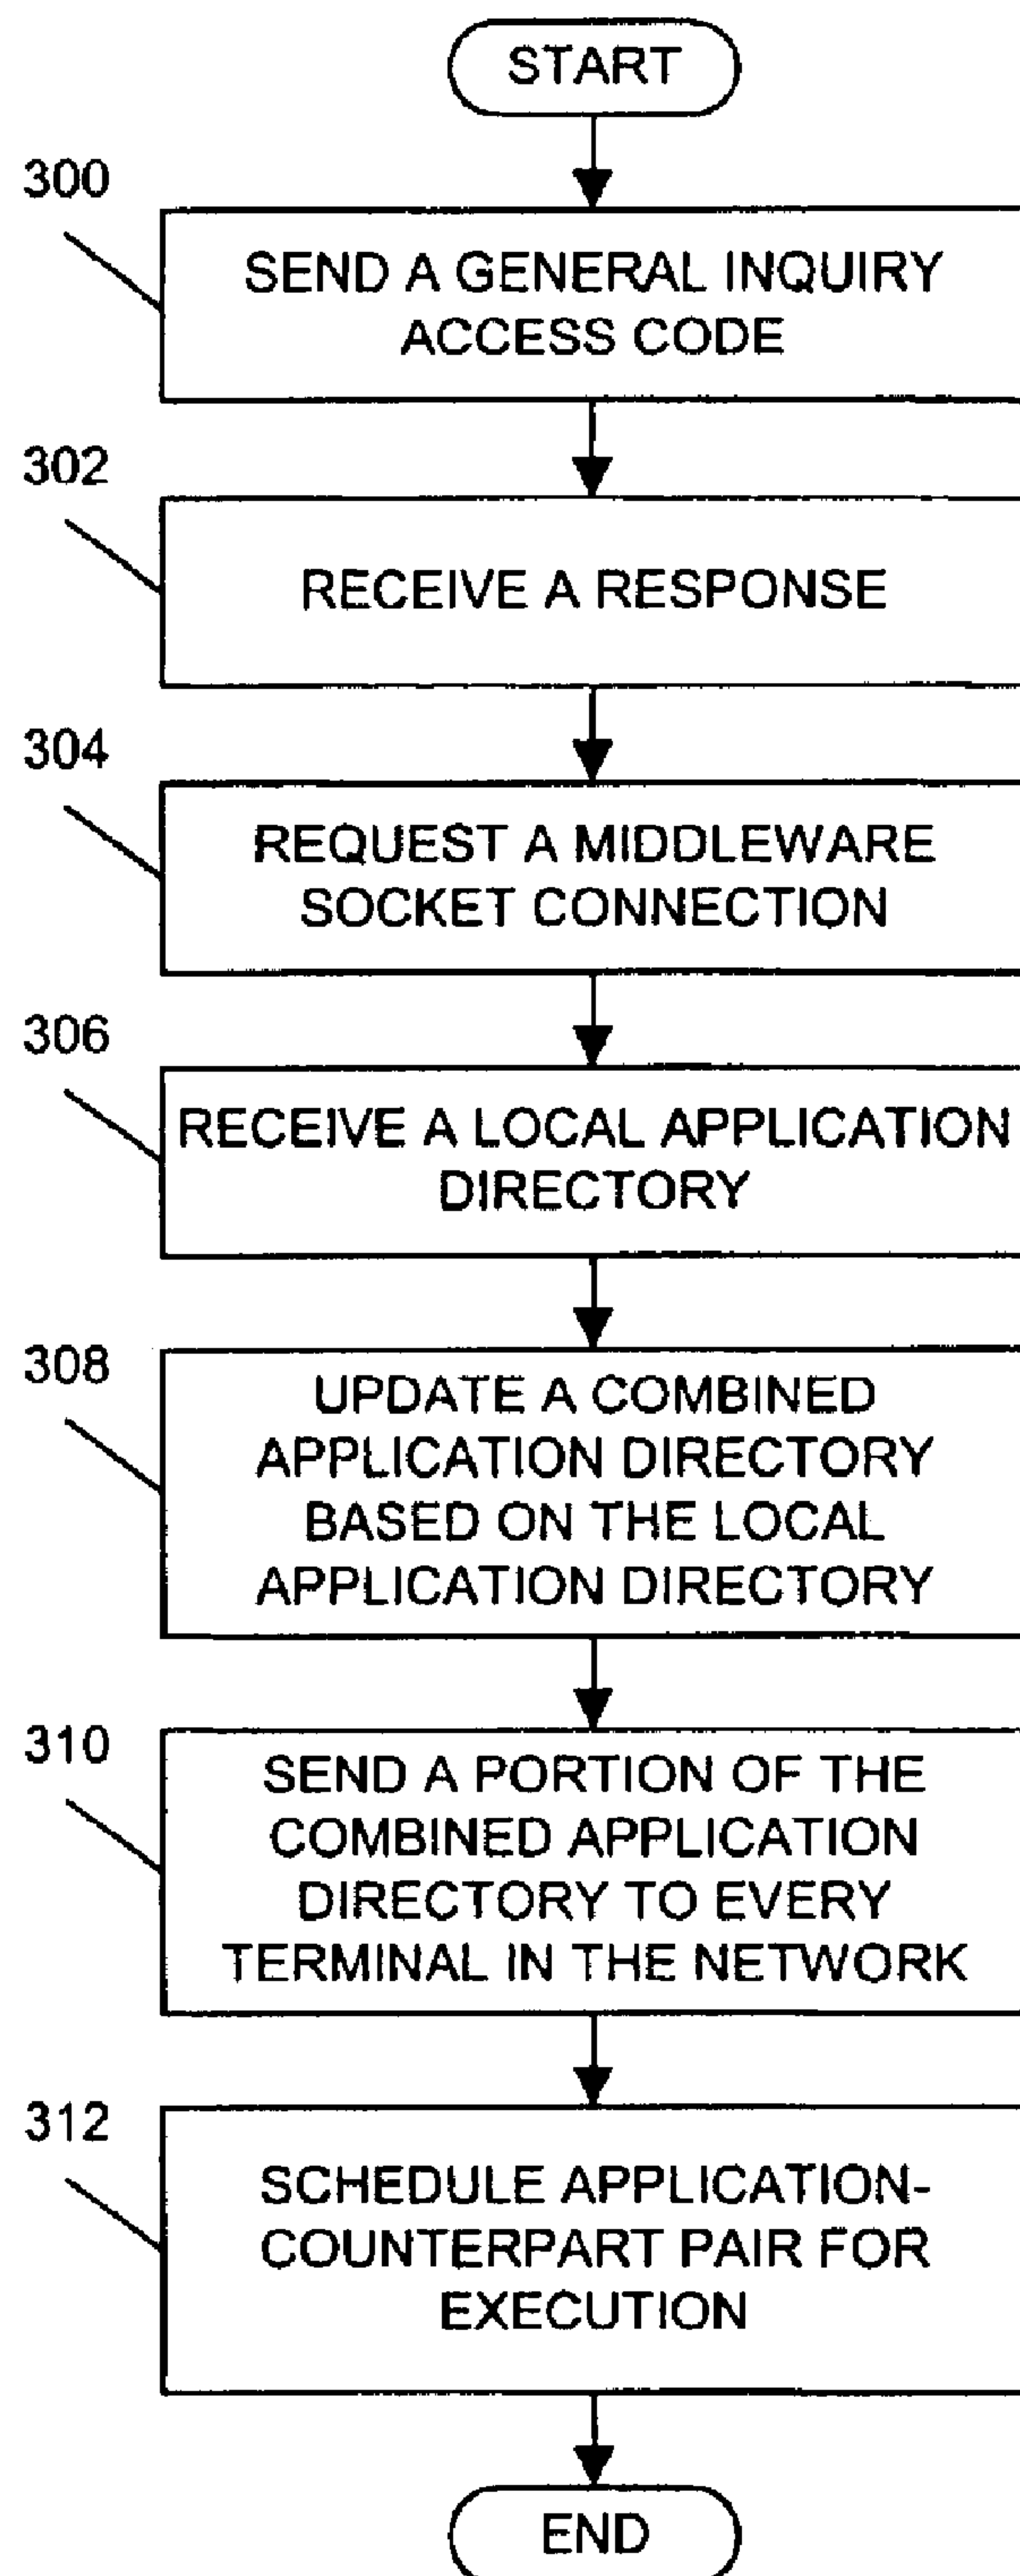 START
300
SEND A GENERAL INQUIRY
ACCESS CODE
302
RECEIVE A RESPONSE
304
REQUEST A MIDDLEWARE
SOCKET CONNECTION
306
RECEIVE A LOCAL APPLICATION
DIRECTORY
308
UPDATE A COMBINED
APPLICATION DIRECTORY
BASED ON THE LOCAL
APPLICATION DIRECTORY
310
SEND A PORTION OF THE
COMBINED APPLICATION
DIRECTORY TO EVERY
TERMINAL IN THE NETWORK
312
SCHEDULE APPLICATION-
COUNTERPART PAIR FOR
EXECUTION
END